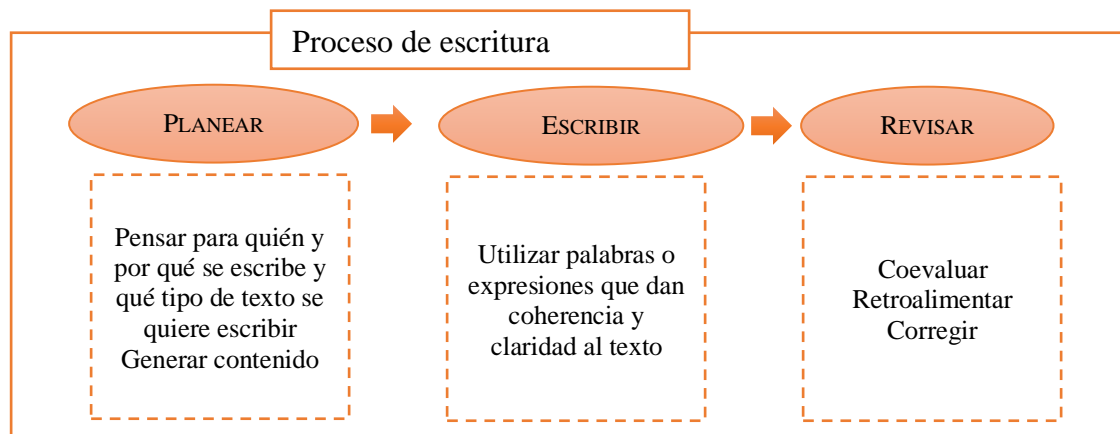 Proceso de escritura
PLANEAR
ESCRIBIR
REVISAR
Pensar para quién y
por qué se escribe y
qué tipo de texto se
quiere escribir
Generar contenido
Utilizar palabras o
expresiones que dan
coherencia y
claridad al texto
Coevaluar
Retroalimentar
Corregir